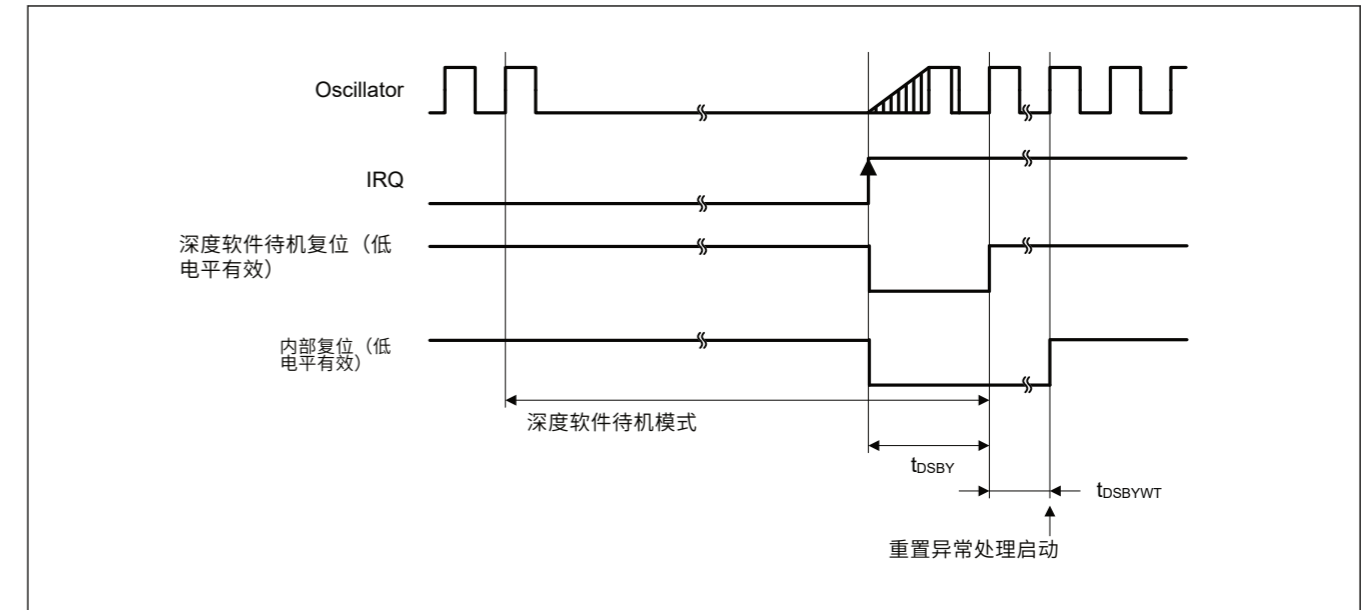 Oscillator
IRQ
深度软件待机复位（低
电平有效）
内部复位（低
电平有效）
深度软件待机模式
tDSBY
tDSBYWT
重置异常处理启动